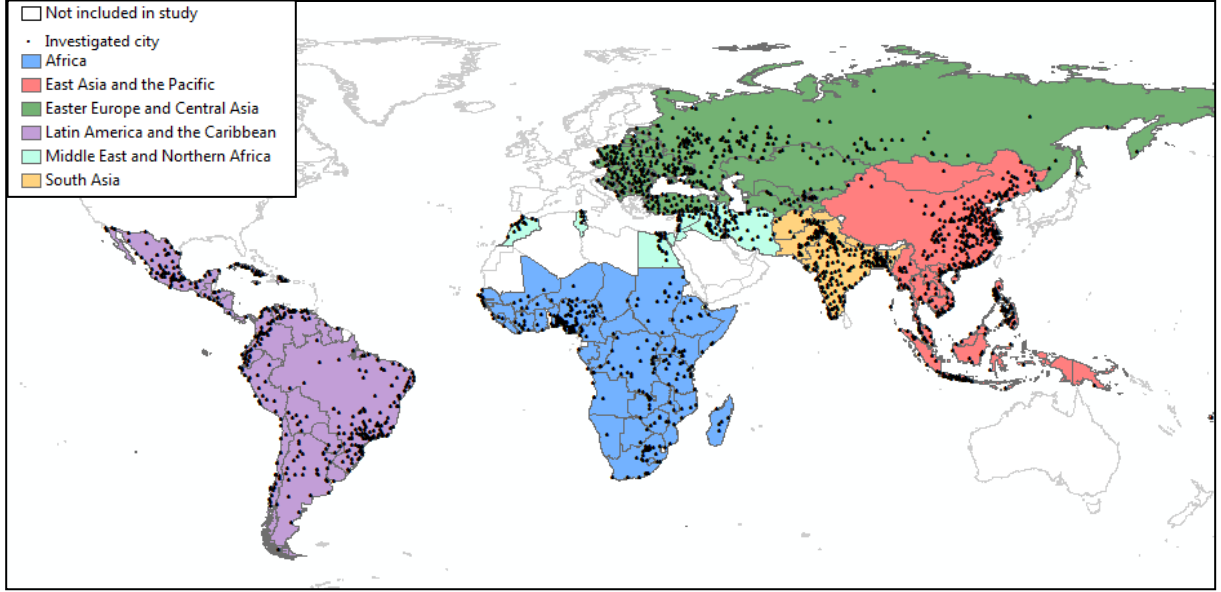 Not included in study
Investigated city
Africa
East Asia and the Pacific
Easter Europe and Central Asia
Latin America and the Caribbean
Middle East and Northern Africa
South Asia